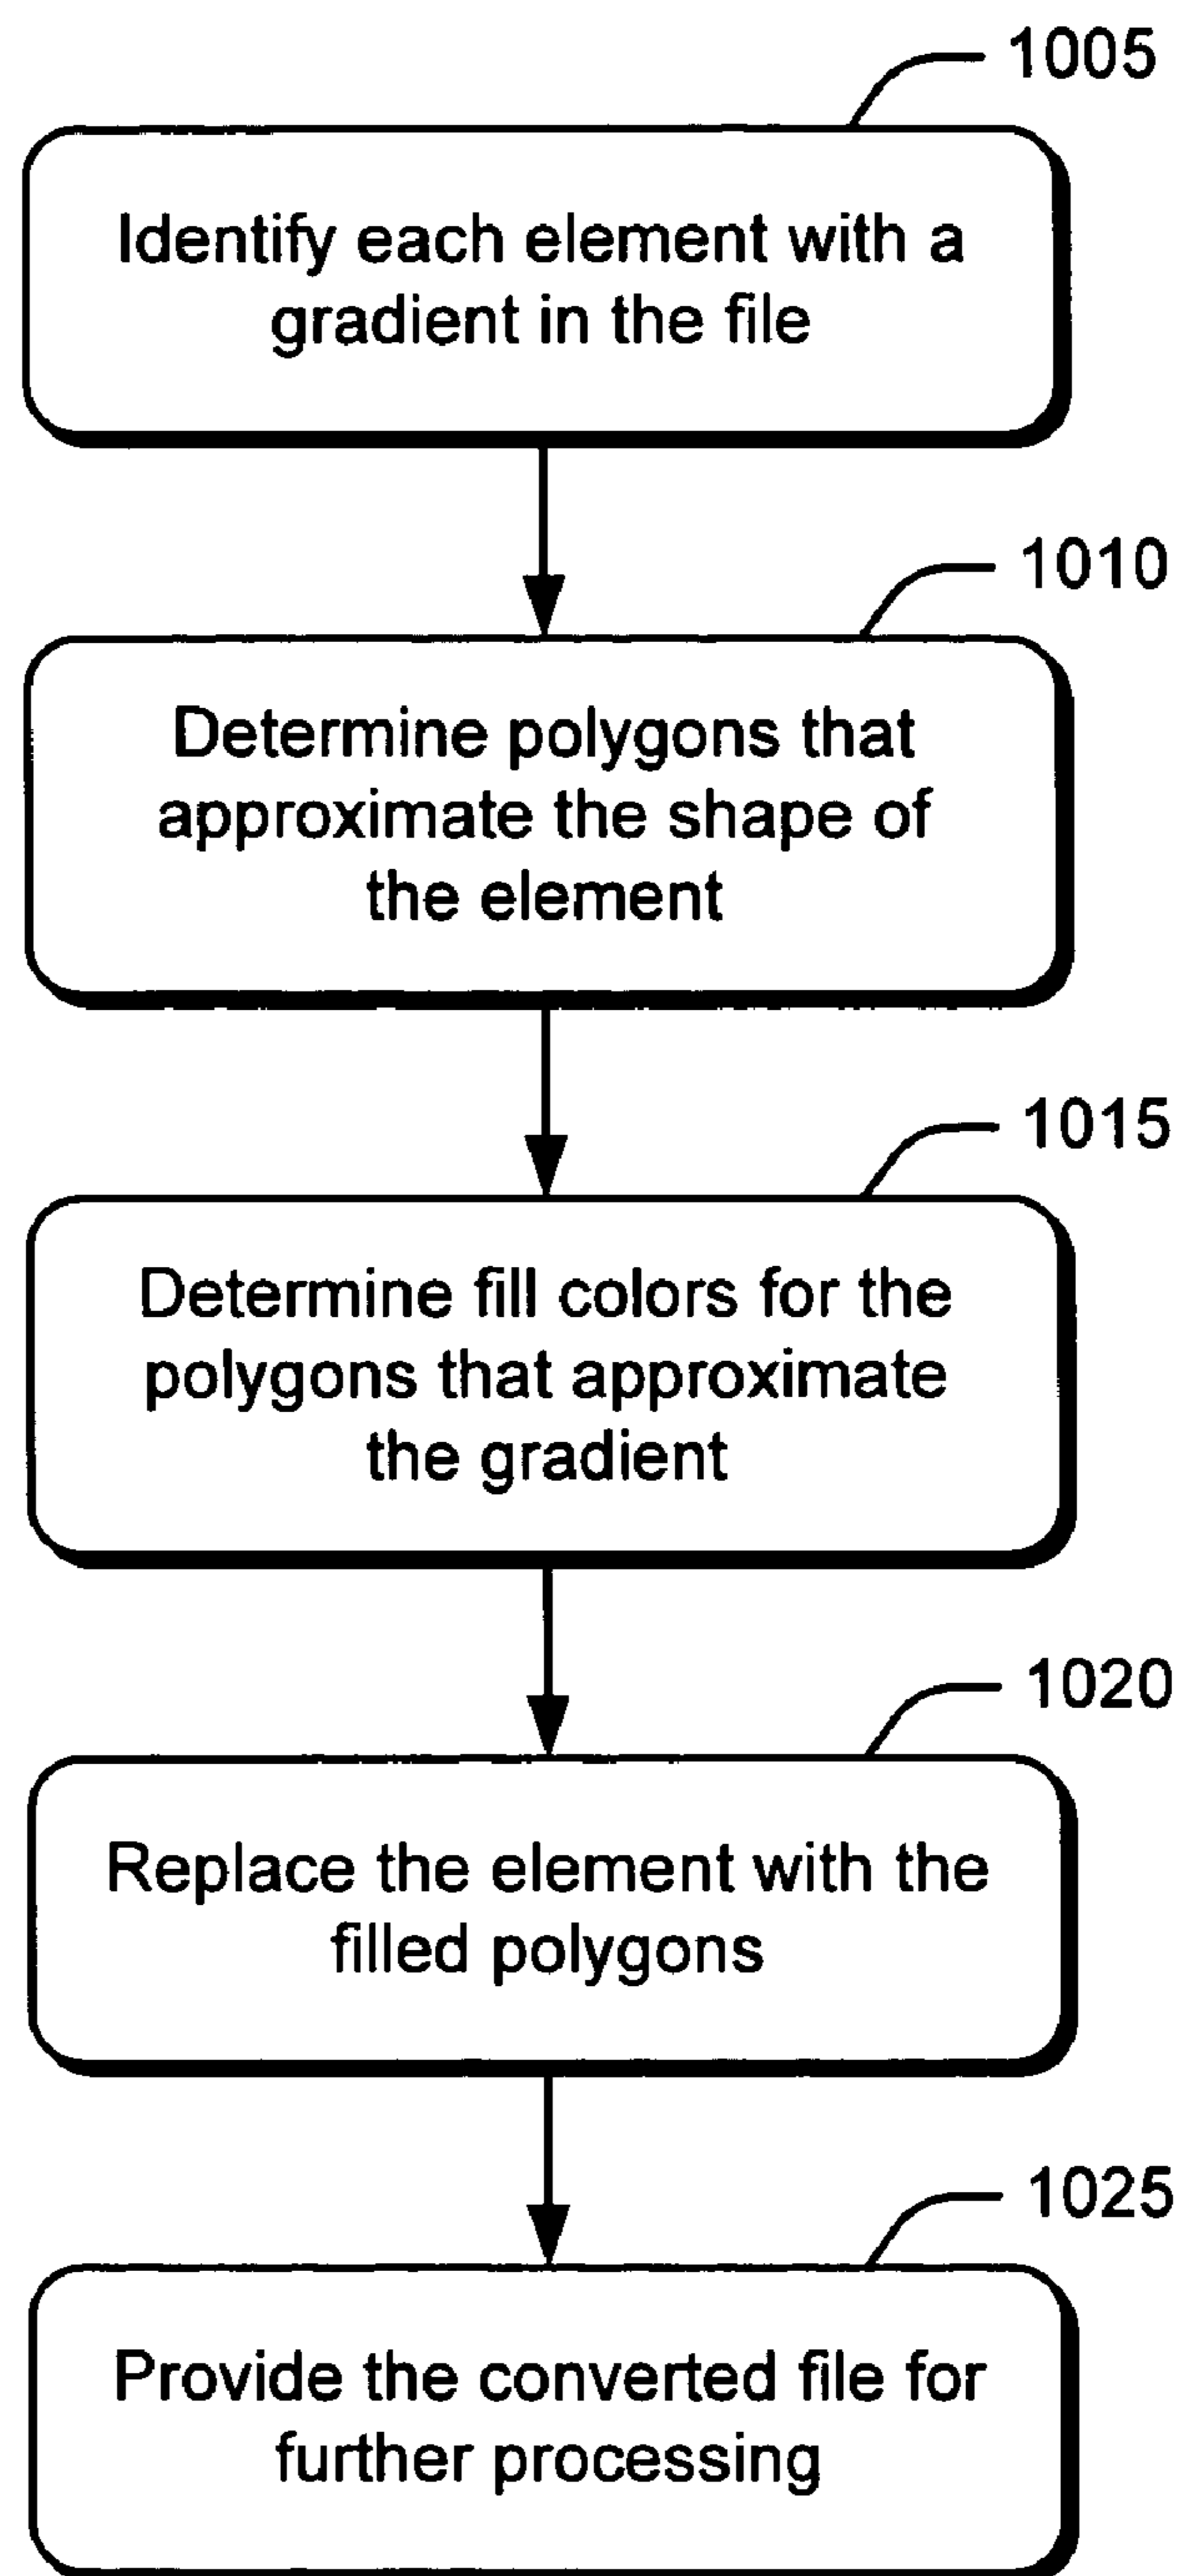 1005
Identify each element with a
gradient in the file
1010
Determine polygons that
approximate the shape of
the element
1015
Determine fill colors for the
polygons that approximate
the gradient
1020
Replace the element with the
filled polygons
1025
Provide the converted file for
further processing